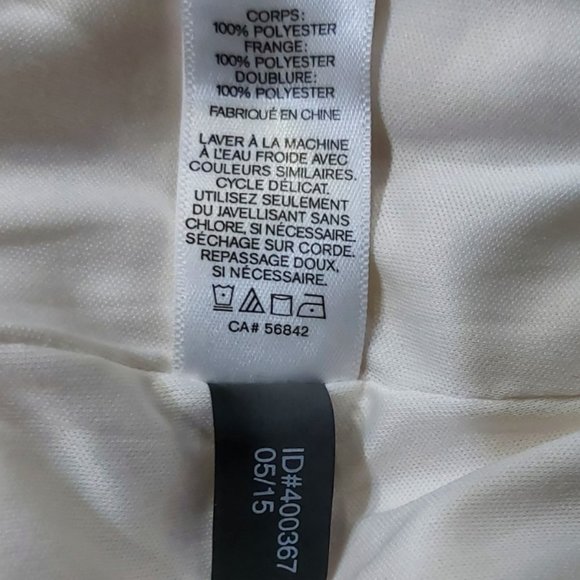 CORPS:
100% POLYESTER
FRANGE:
100% POLYESTER
DOUBLURE:
100% POLYESTER
FABRIQUÉ EN CHINE
LAVER À LA MACHINE
À L'EAU FROIDE AVEC
COULEURS SIMILAIRES.
CYCLE DÉLICAT.
UTILISEZ SEULEMENT
DU JAVELLISANT SANS
CHLORE, SI NÉCESSAIRE.
SÉCHAGE SUR CORDE.
REPASSAGE DOUX,
SI NÉCESSAIRE.
CA# 56842
ID#400367
05/15